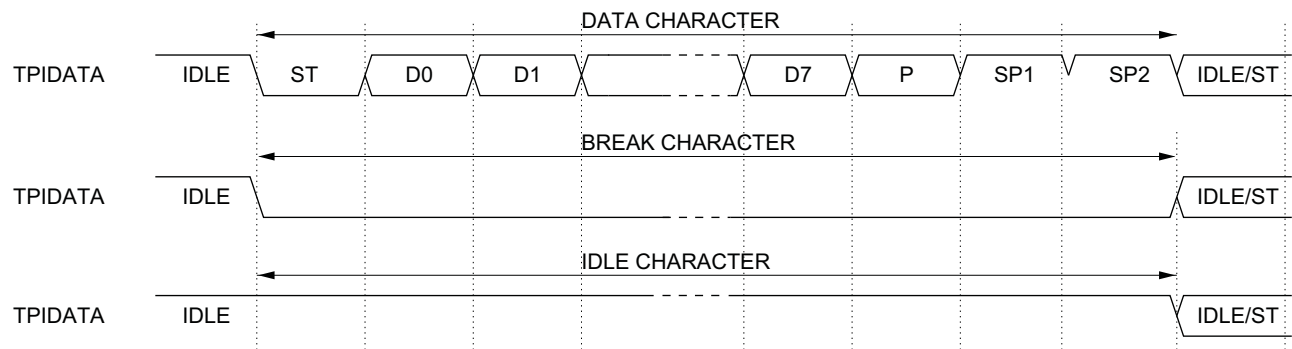 DATA CHARACTER
TPIDATA IDLE ST D0 D1 D7 P SP1 SP2 IDLE/ST
BREAK CHARACTER
TPIDATA IDLE IDLE/ST
IDLE CHARACTER
TPIDATA IDLE IDLE/ST